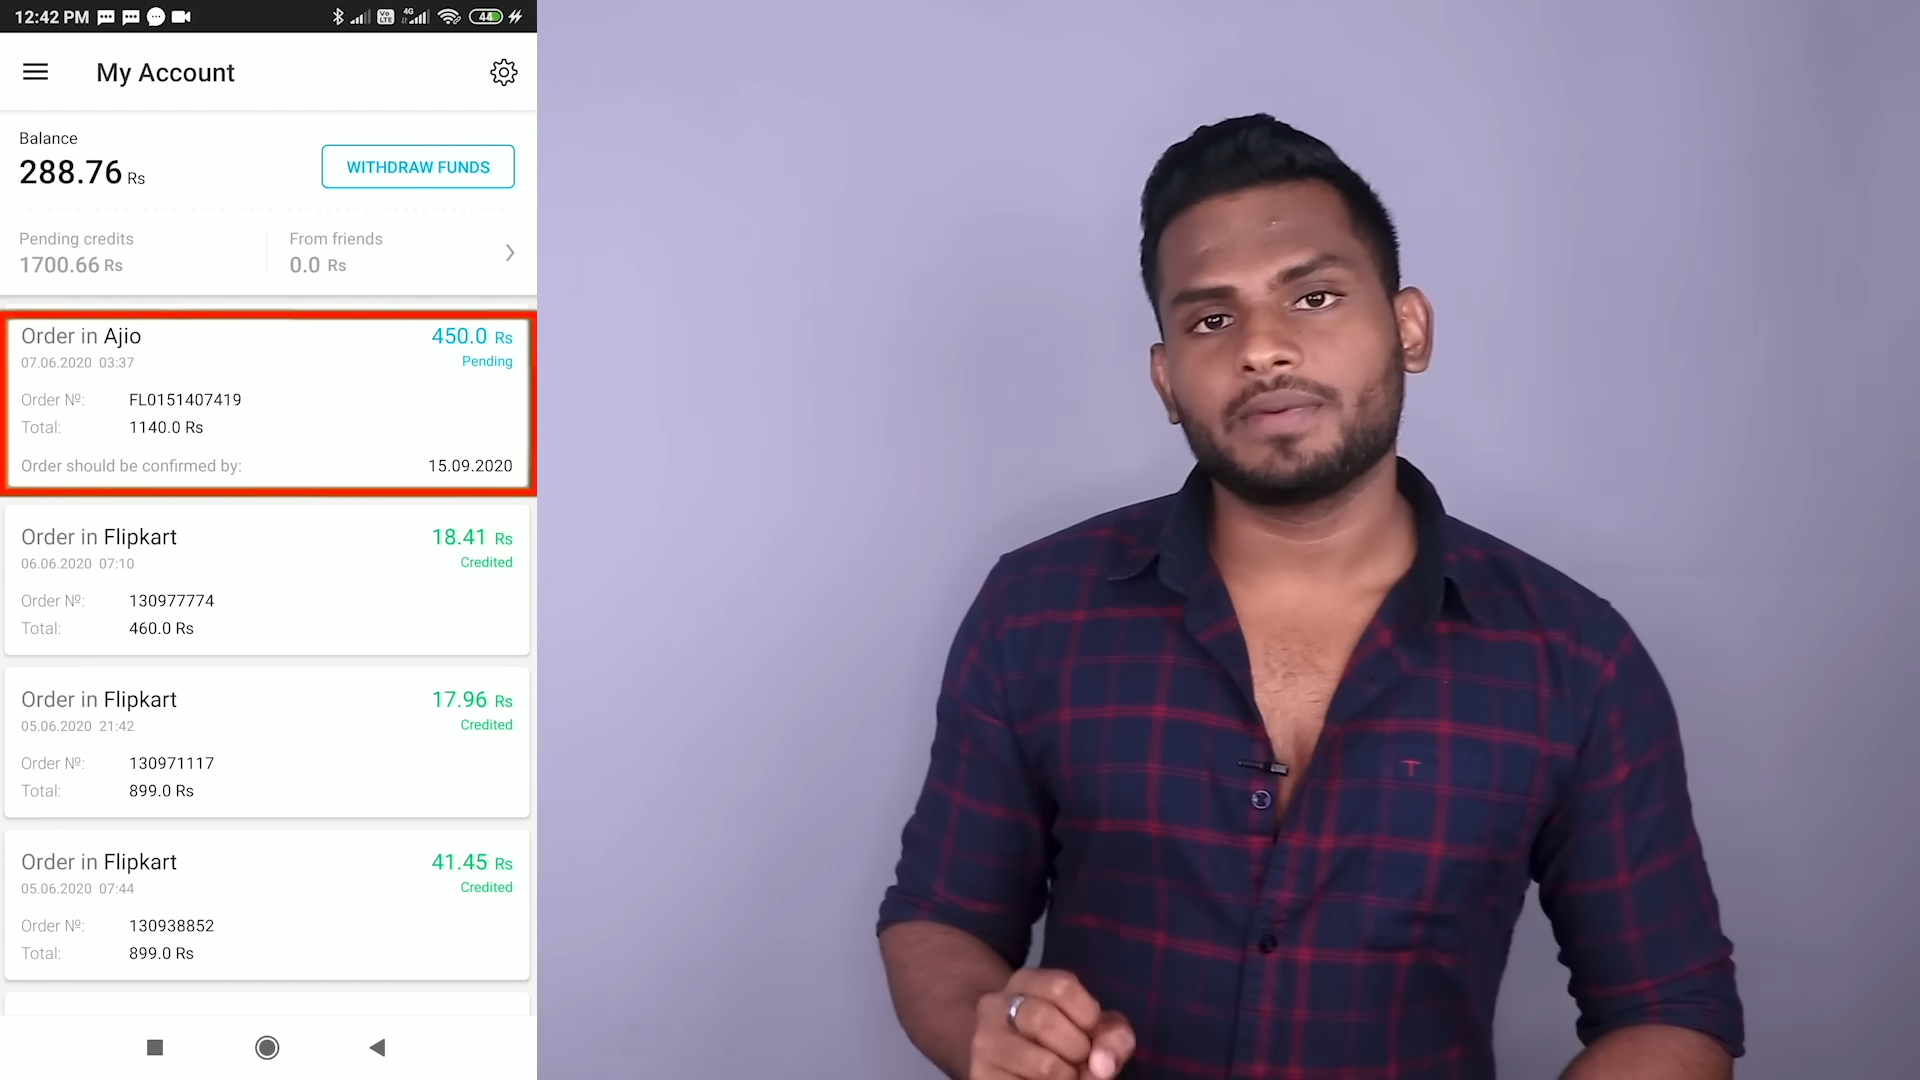 12:42 PM
Vo LTE
4G
44
My Account
Balance
288.76 Rs
WITHDRAW FUNDS
Pending credits
1700.66 Rs
From friends
0.0 Rs
Order in Ajio
450.0 Rs
07.06.2020 03:37
Pending
Order Nº: FL0151407419
Total: 1140.0 Rs
Order should be confirmed by: 15.09.2020
Order in Flipkart
18.41 Rs
06.06.2020 07:10
Credited
Order Nº: 130977774
Total: 460.0 Rs
Order in Flipkart
17.96 Rs
05.06.2020 21:42
Credited
Order Nº: 130971117
Total: 899.0 Rs
Order in Flipkart
41.45 Rs
05.06.2020 07:44
Credited
Order Nº: 130938852
Total: 899.0 Rs
T